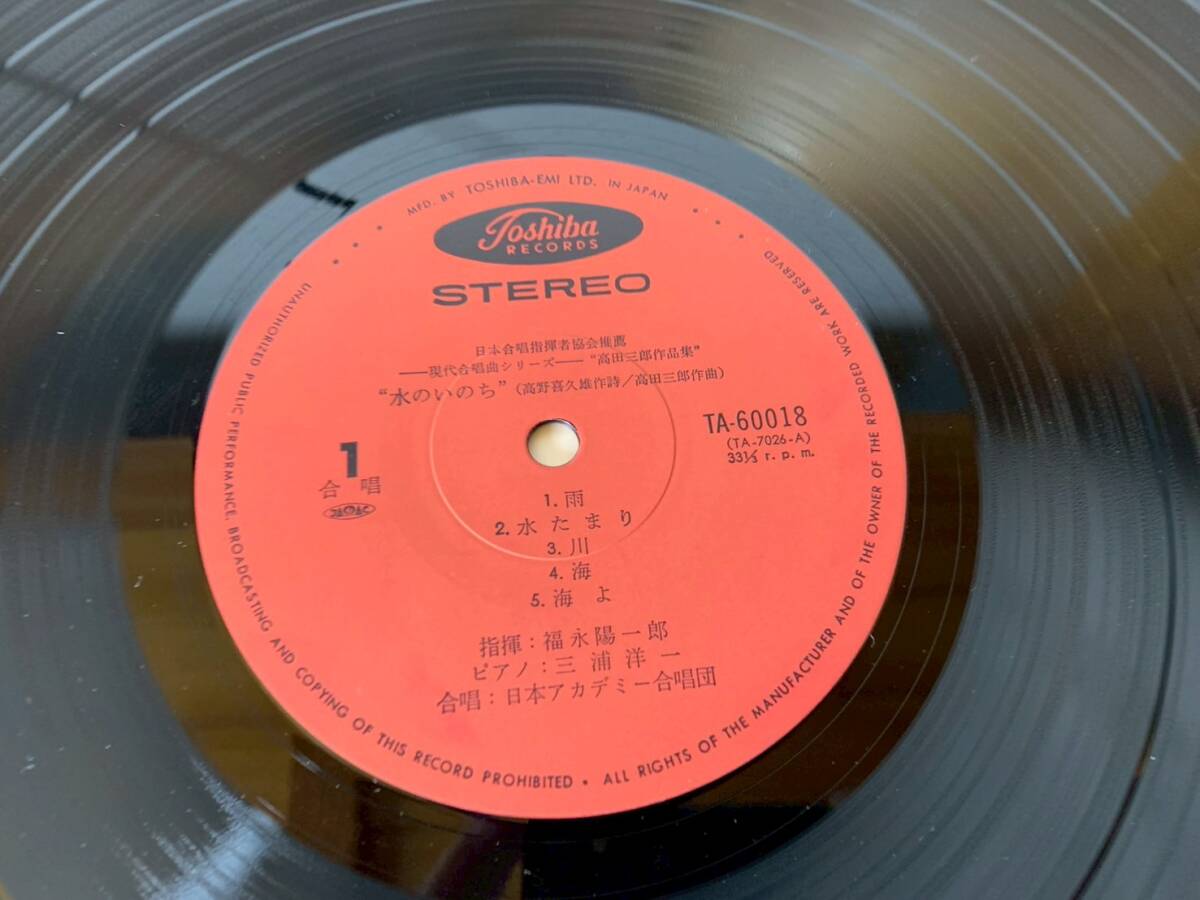 MFD. BY TOSHIBA-EMI LTD. IN JAPAN
Toshiba
RECORDS
STEREO
日本合唱指揮者協会推薦
——現代合唱曲シリーズ——“高田三郎作品集”
“水のいのち”(高野喜久雄作詩/高田三郎作曲)
TA-60018
(TA-7026-A)
33⅓ r. p. m.
1
合唱
1. 雨
2. 水たまり
3. 川
4. 海
5. 海よ
指揮:福永陽一郎
ピアノ:三浦洋一
合唱:日本アカデミー合唱団
UNAUTHORIZED PUBLIC PERFORMANCE, BROADCASTING AND COPYING OF THIS RECORD PROHIBITED • ALL RIGHTS OF THE MANUFACTURER AND OF THE OWNER OF THE RECORDED WORK ARE RESERVED